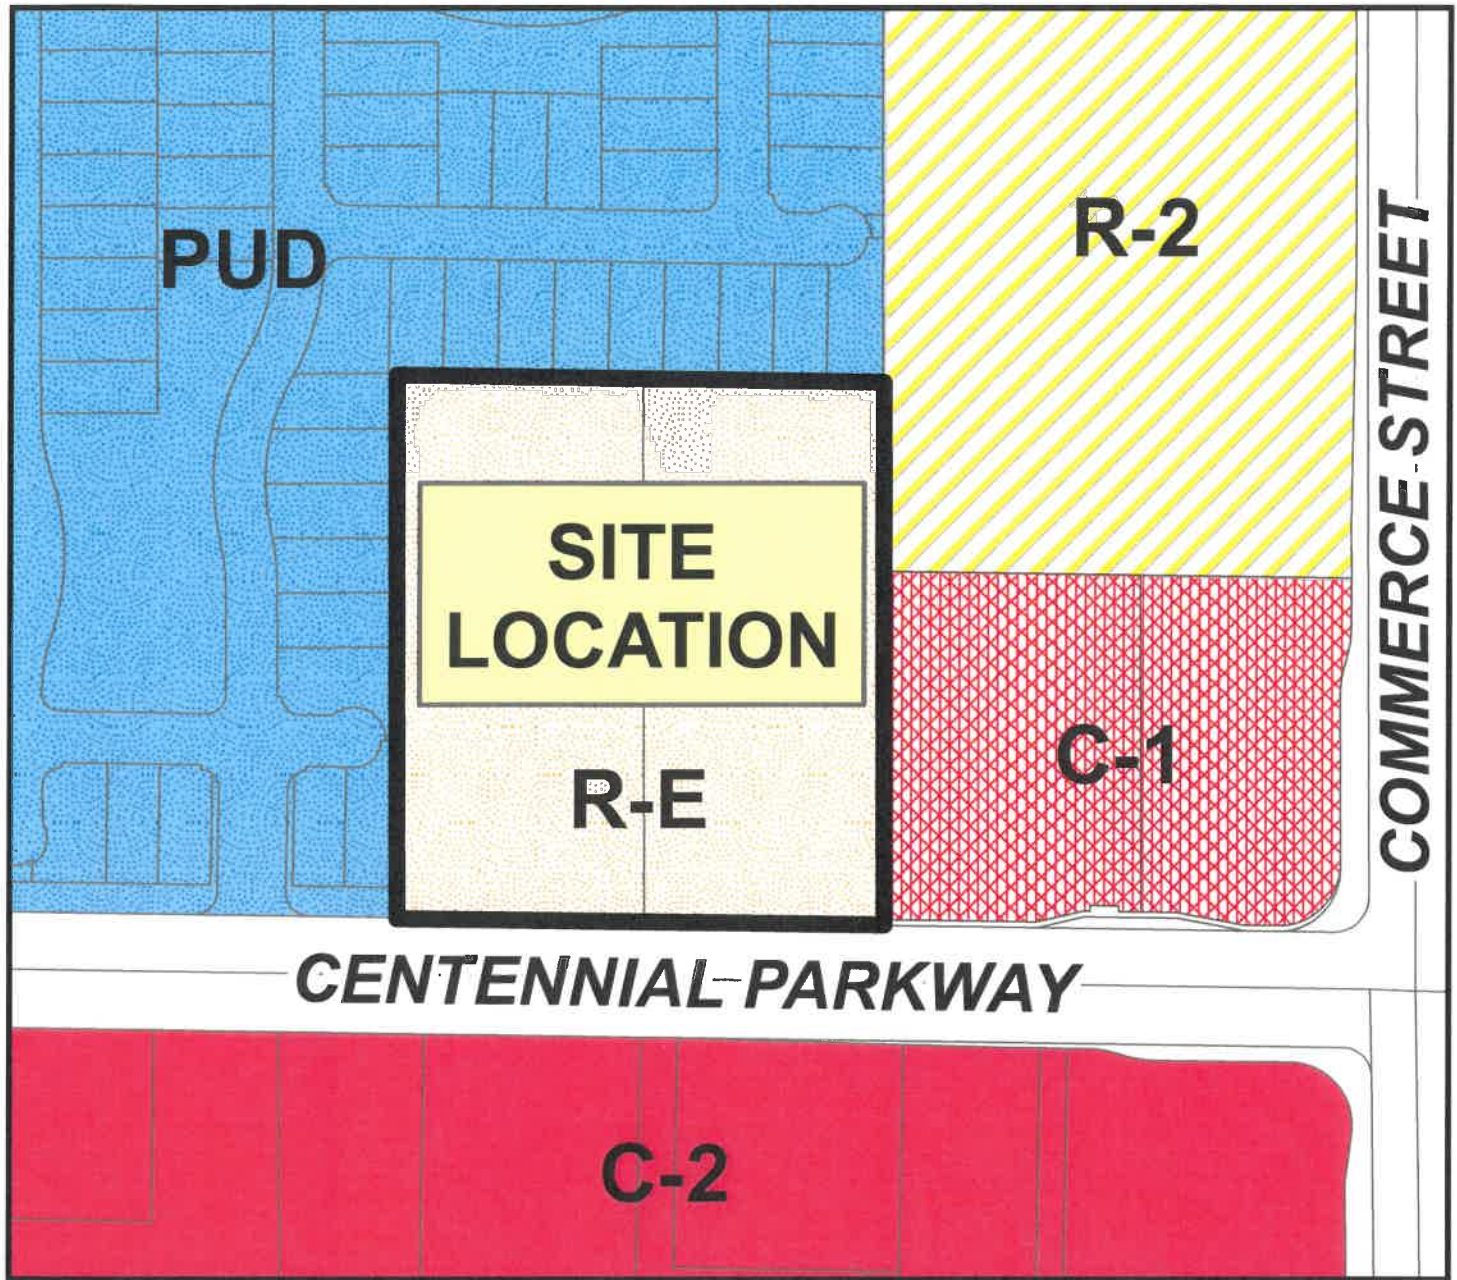 PUD
R-2
COMMERCE STREET
SITE
LOCATION
R-E
C-1
CENTENNIAL PARKWAY
C-2